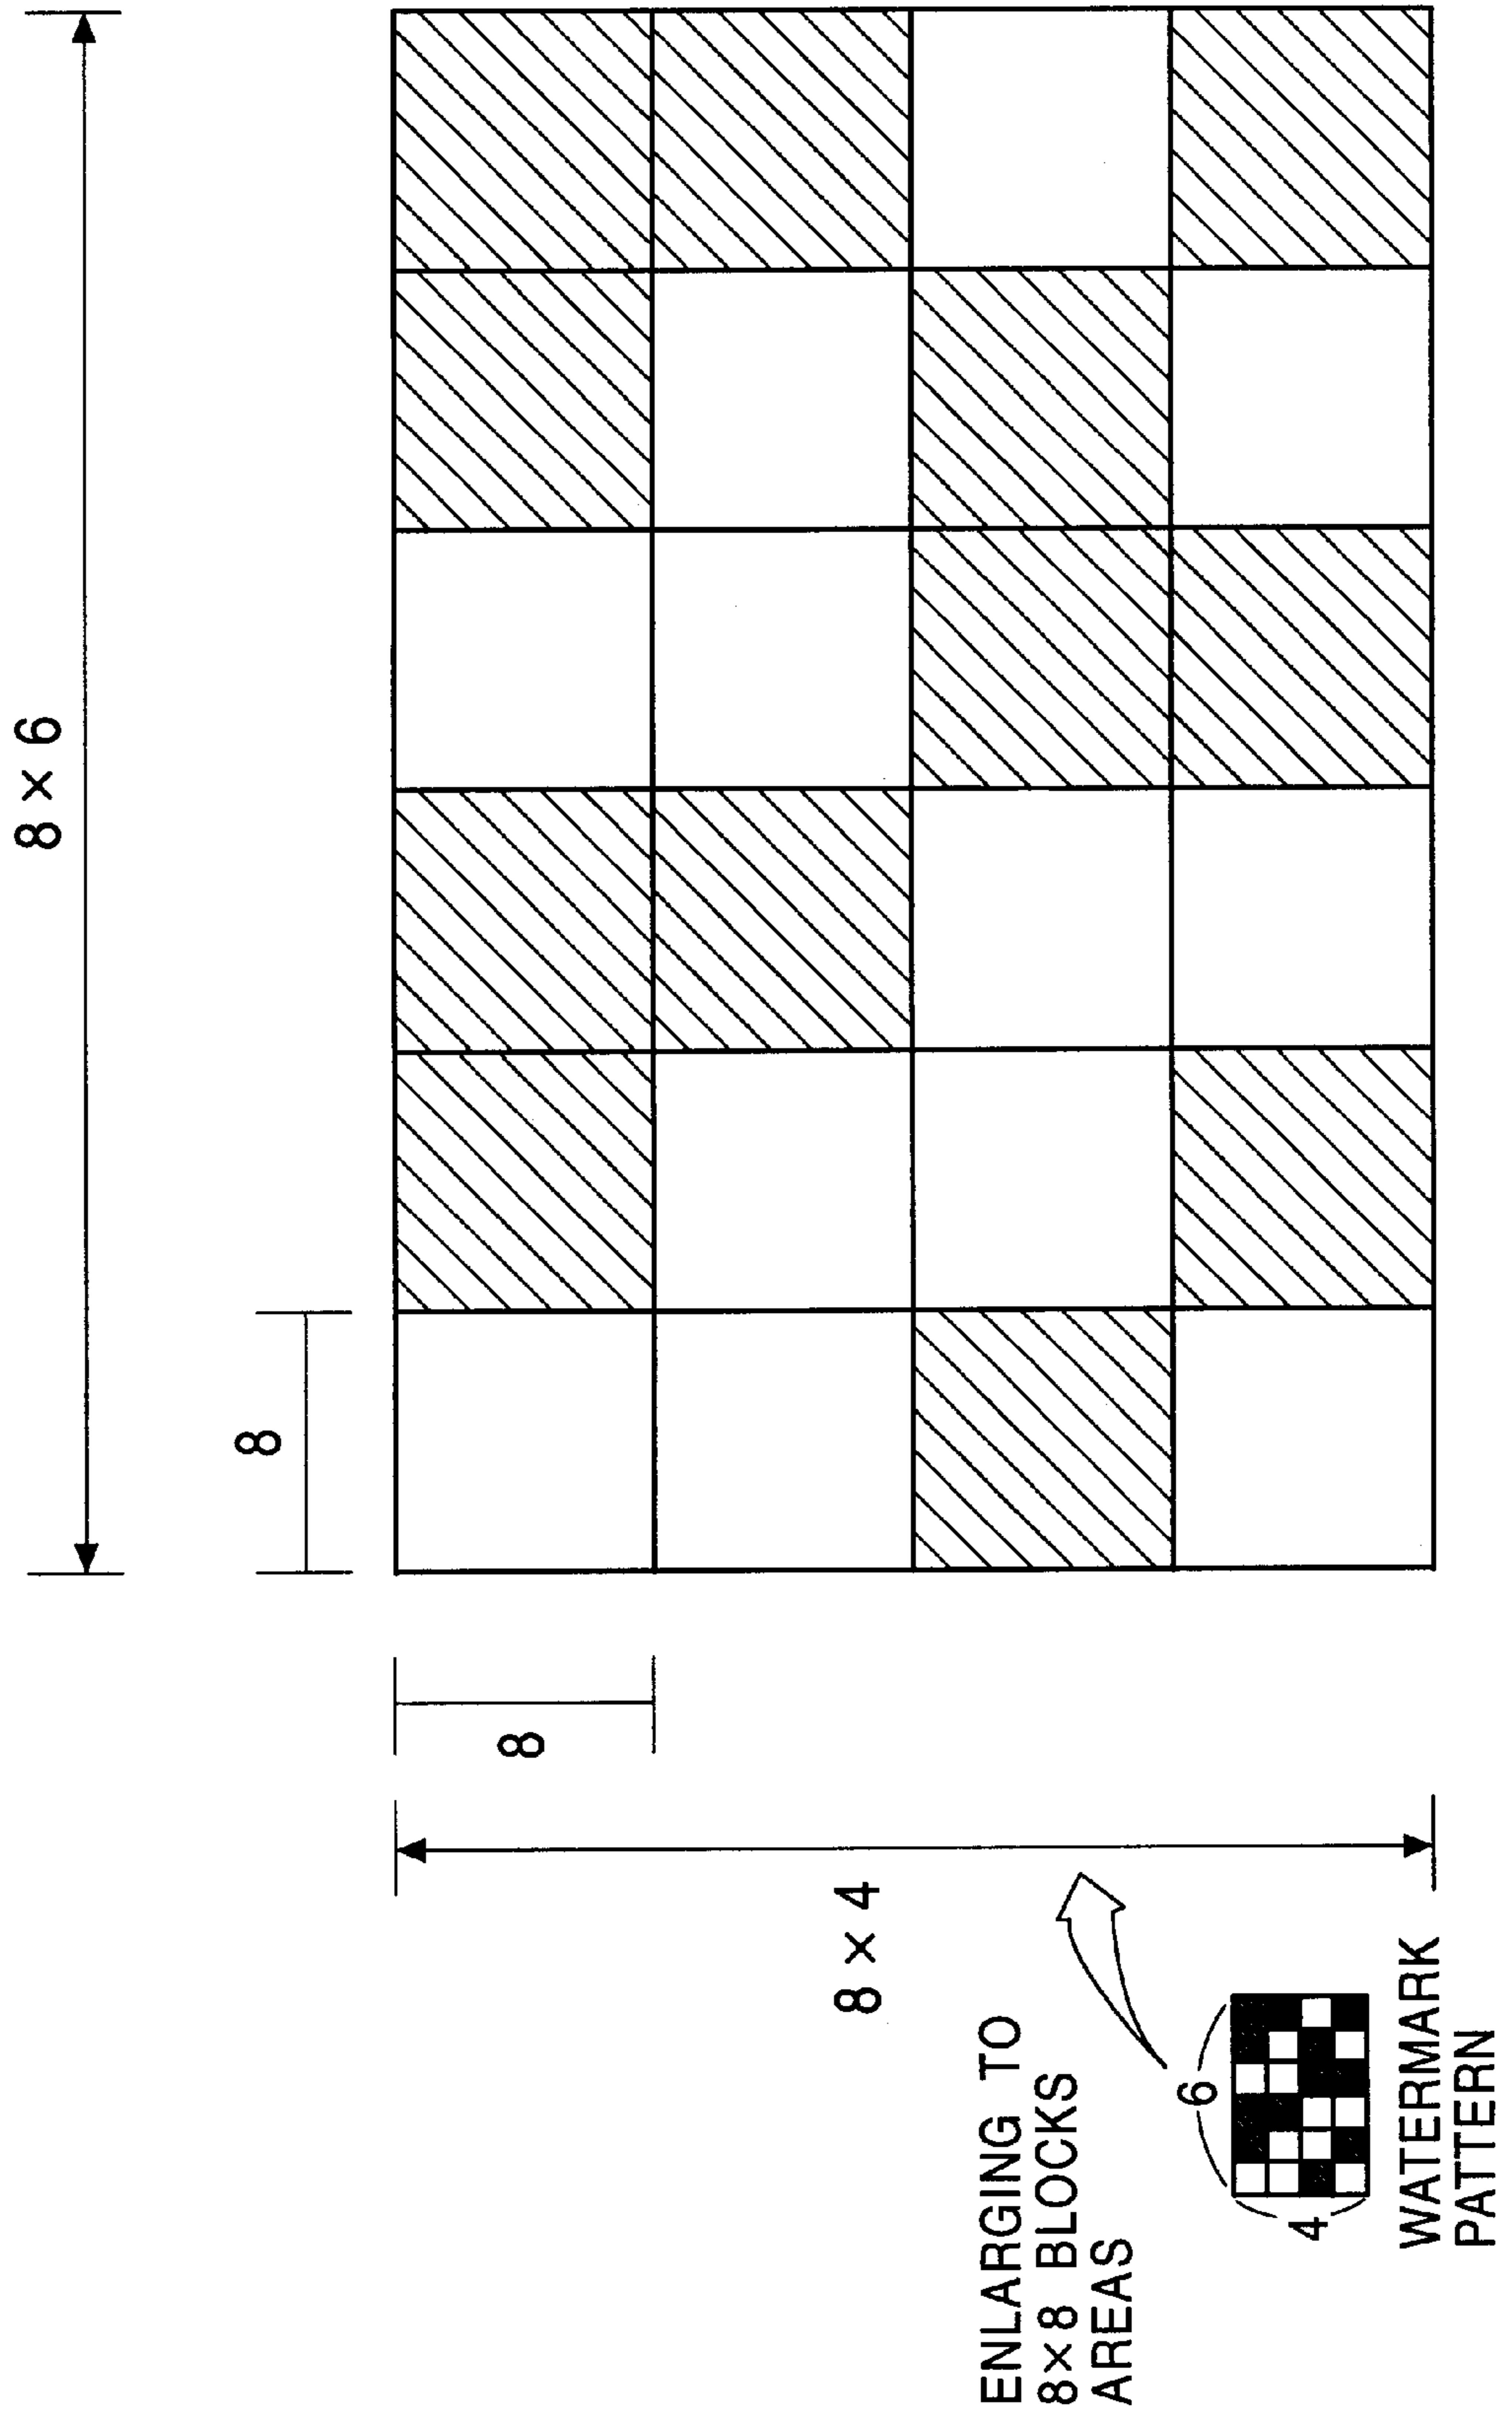 8 × 6
8
8
8 × 4
ENLARGING TO
8×8 BLOCKS
AREAS
6
4
WATERMARK
PATTERN